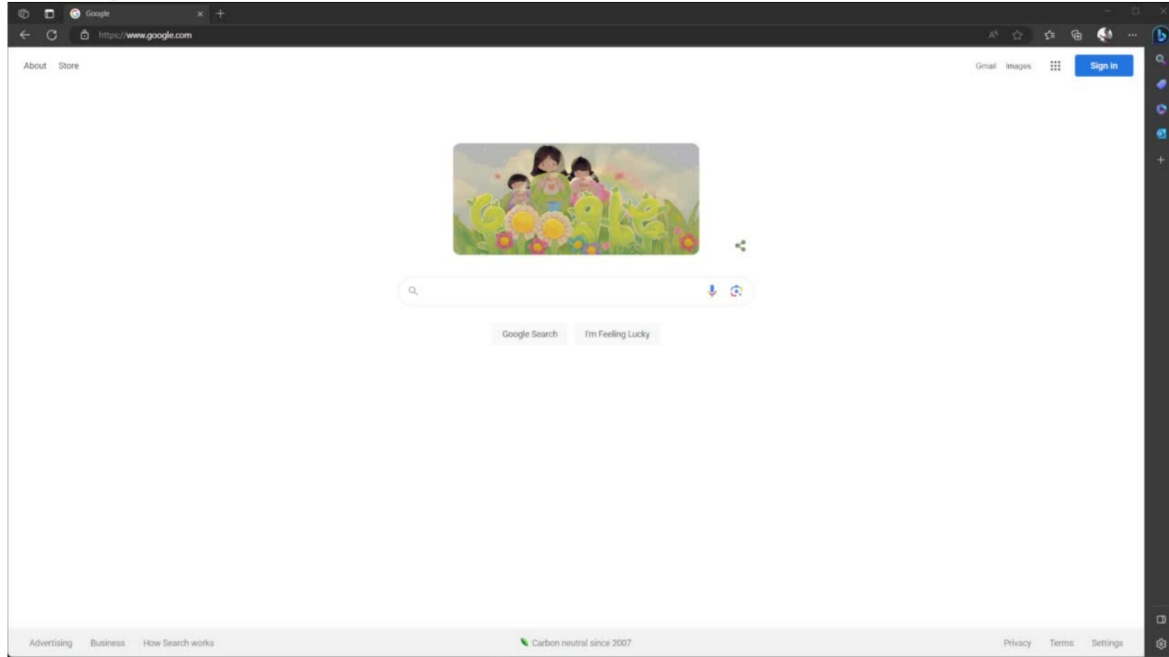 Google
https://www.google.com
About Store
Gmail Images
Sign in
Google
Google Search I'm Feeling Lucky
Advertising Business How Search works
Carbon neutral since 2007
Privacy Terms Settings